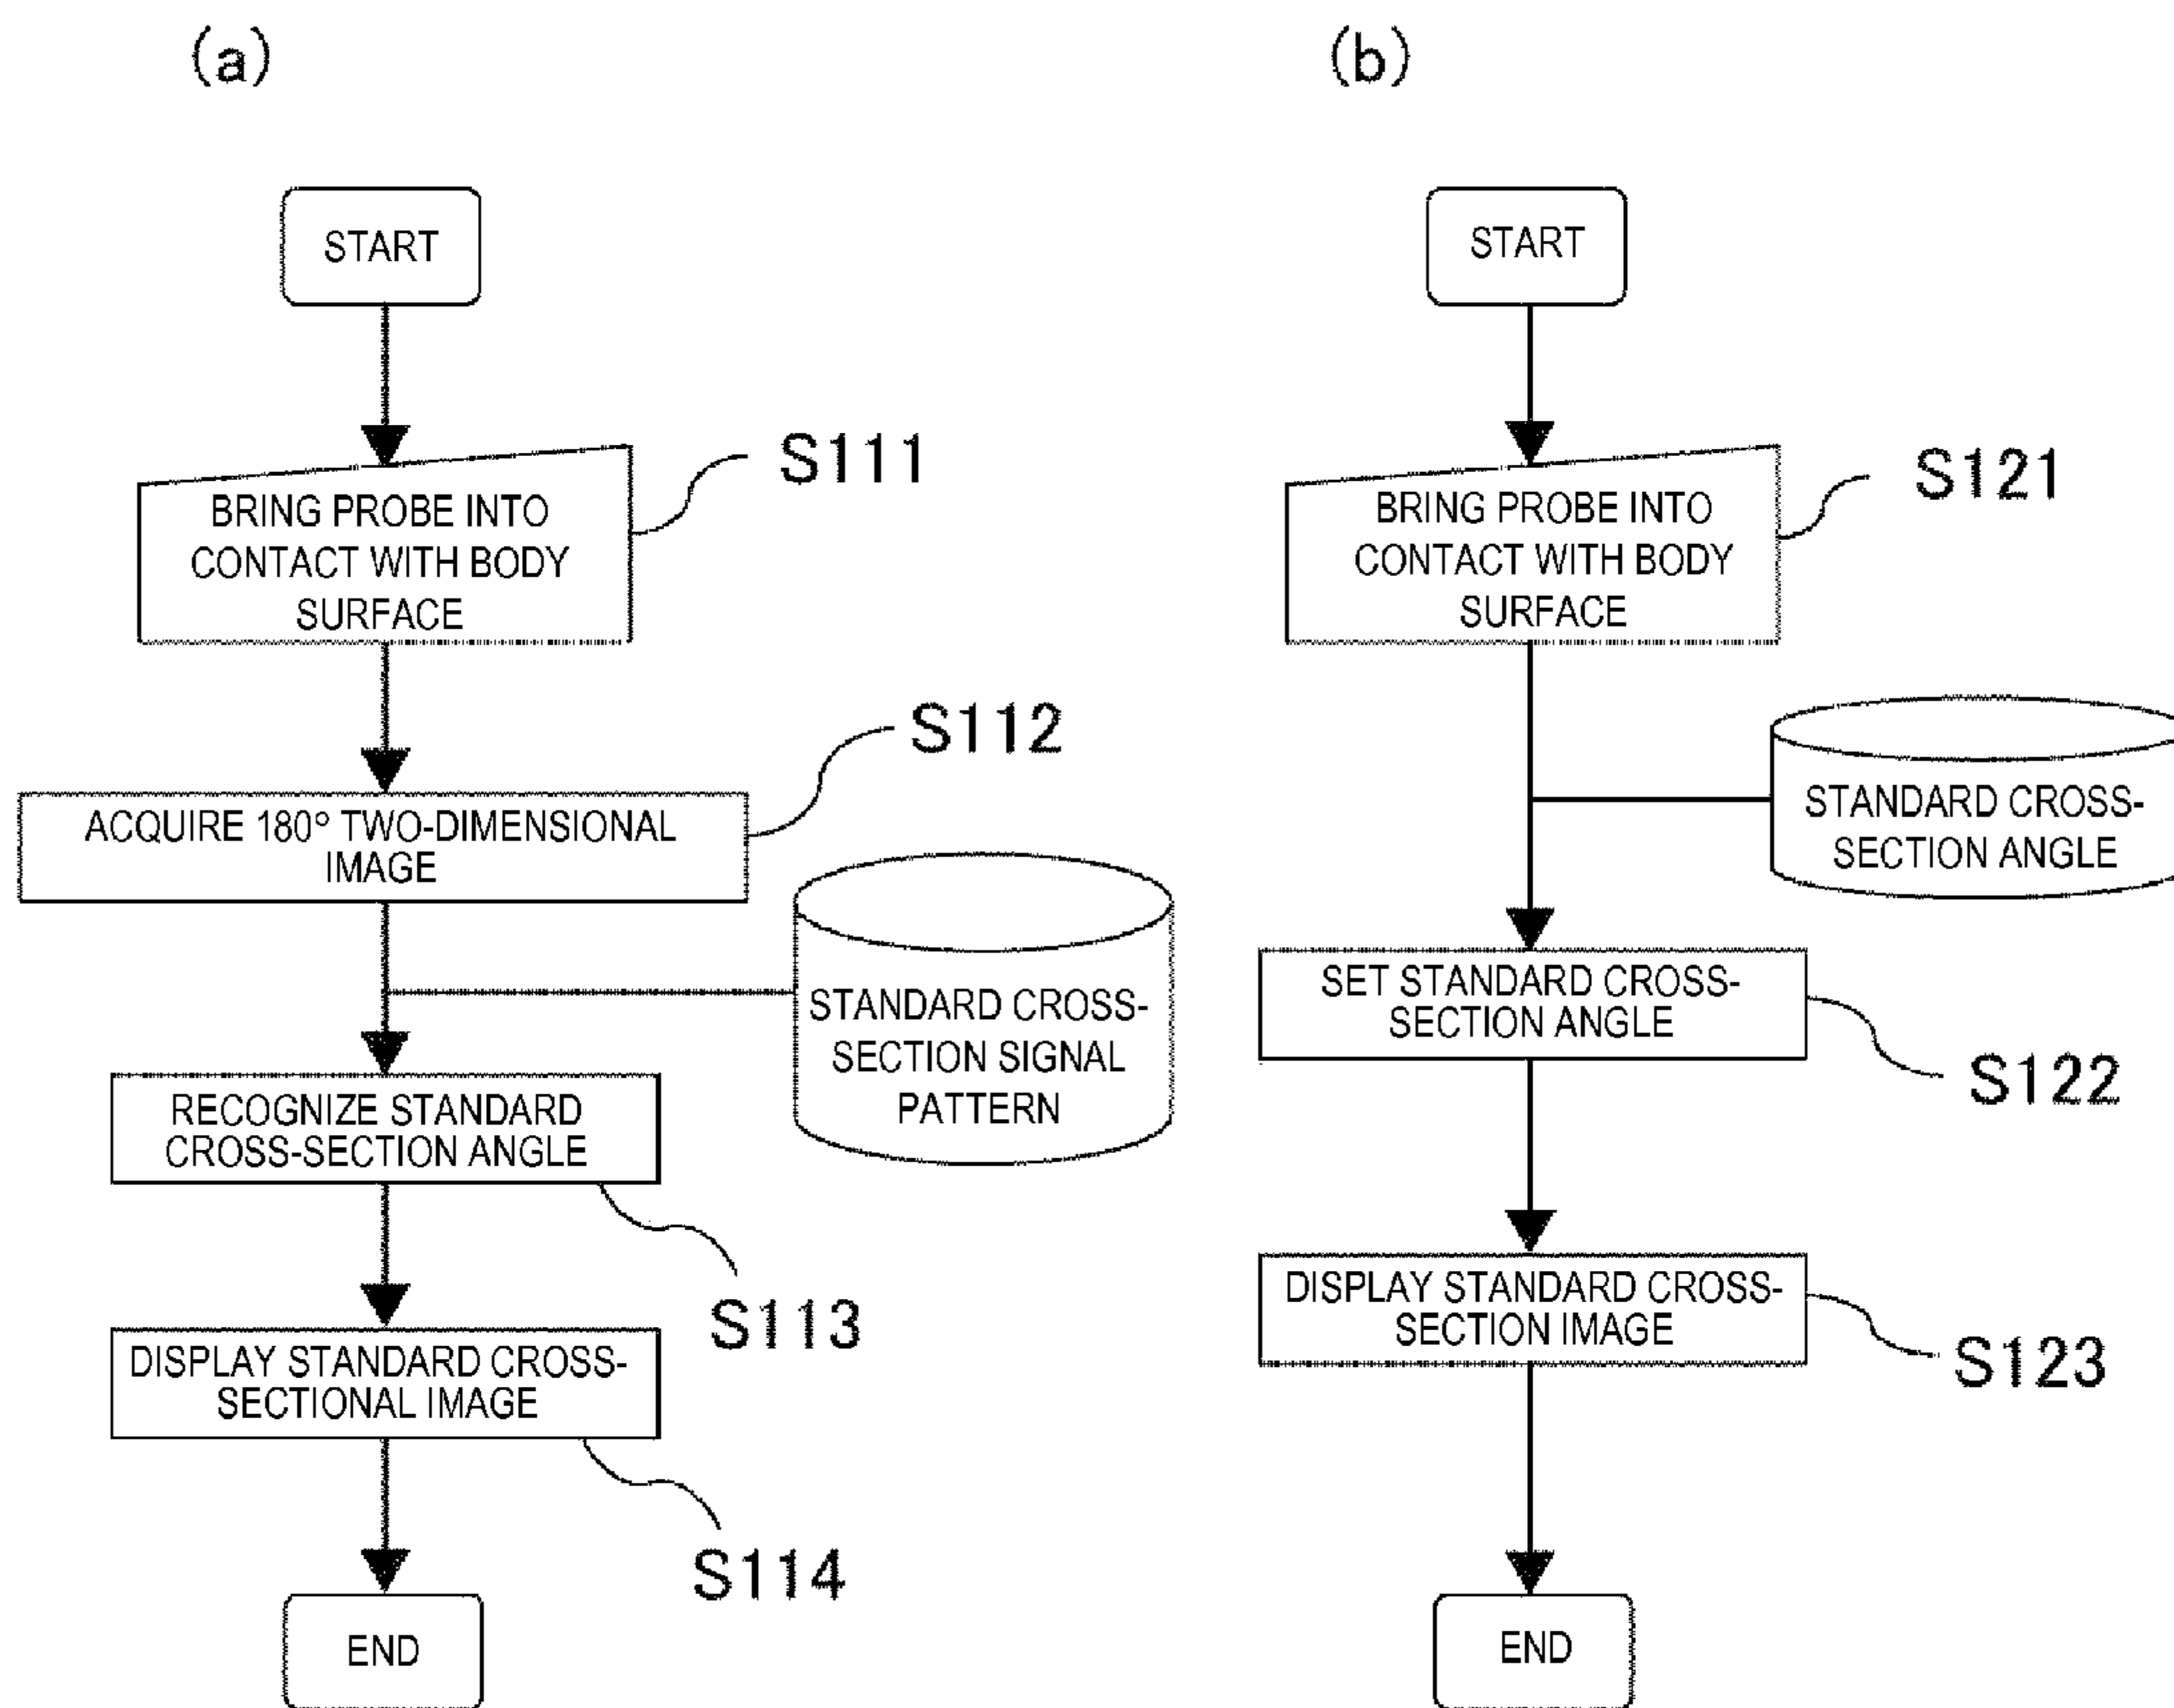 (a)
START
S111
BRING PROBE INTO
CONTACT WITH BODY
SURFACE
S112
ACQUIRE 180° TWO-DIMENSIONAL
IMAGE
STANDARD CROSS-
SECTION SIGNAL
PATTERN
RECOGNIZE STANDARD
CROSS-SECTION ANGLE
S113
DISPLAY STANDARD CROSS-
SECTIONAL IMAGE
S114
END
(b)
START
S121
BRING PROBE INTO
CONTACT WITH BODY
SURFACE
STANDARD CROSS-
SECTION ANGLE
SET STANDARD CROSS-
SECTION ANGLE
S122
DISPLAY STANDARD CROSS-
SECTION IMAGE
S123
END